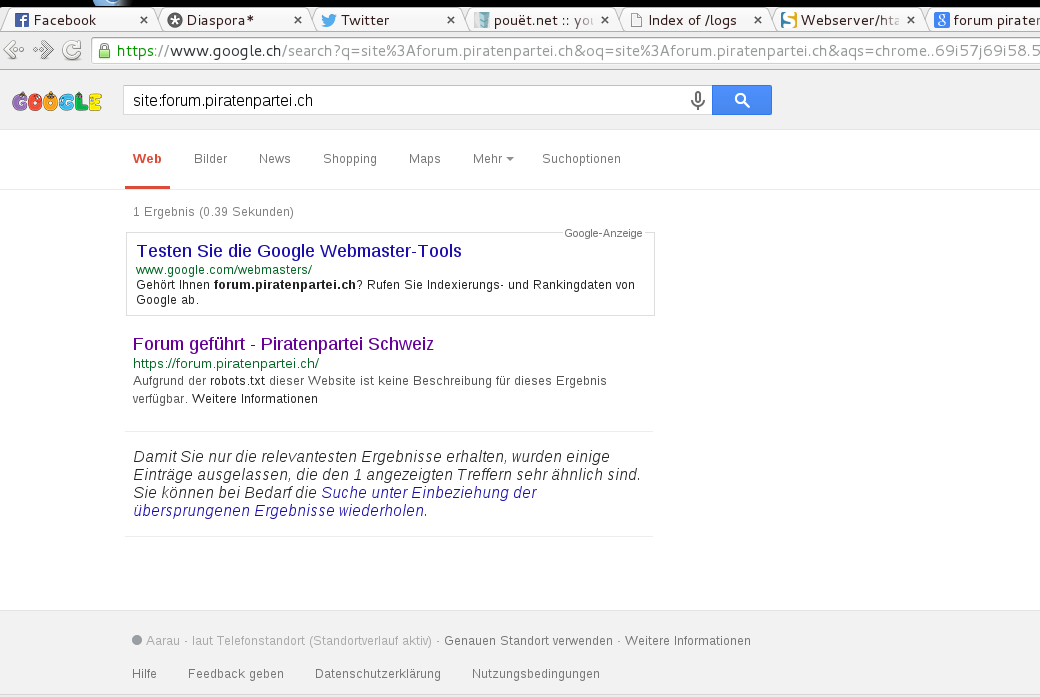 Facebook × Diaspora* × Twitter × pouët.net :: you × Index of /logs × Webserver/hta × forum piraten
https://www.google.ch/search?q=site%3Aforum.piratenpartei.ch&oq=site%3Aforum.piratenpartei.ch&aqs=chrome..69i57j69i58.5
GOOGLE site:forum.piratenpartei.ch
Web Bilder News Shopping Maps Mehr Suchoptionen
1 Ergebnis (0.39 Sekunden)
Google-Anzeige
Testen Sie die Google Webmaster-Tools
www.google.com/webmasters/
Gehört Ihnen forum.piratenpartei.ch? Rufen Sie Indexierungs- und Rankingdaten von
Google ab.
Forum geführt - Piratenpartei Schweiz
https://forum.piratenpartei.ch/
Aufgrund der robots.txt dieser Website ist keine Beschreibung für dieses Ergebnis
verfügbar. Weitere Informationen
Damit Sie nur die relevantesten Ergebnisse erhalten, wurden einige
Einträge ausgelassen, die den 1 angezeigten Treffern sehr ähnlich sind.
Sie können bei Bedarf die Suche unter Einbeziehung der
übersprungenen Ergebnisse wiederholen.
Aarau - laut Telefonstandort (Standortverlauf aktiv) - Genauen Standort verwenden - Weitere Informationen
Hilfe Feedback geben Datenschutzerklärung Nutzungsbedingungen